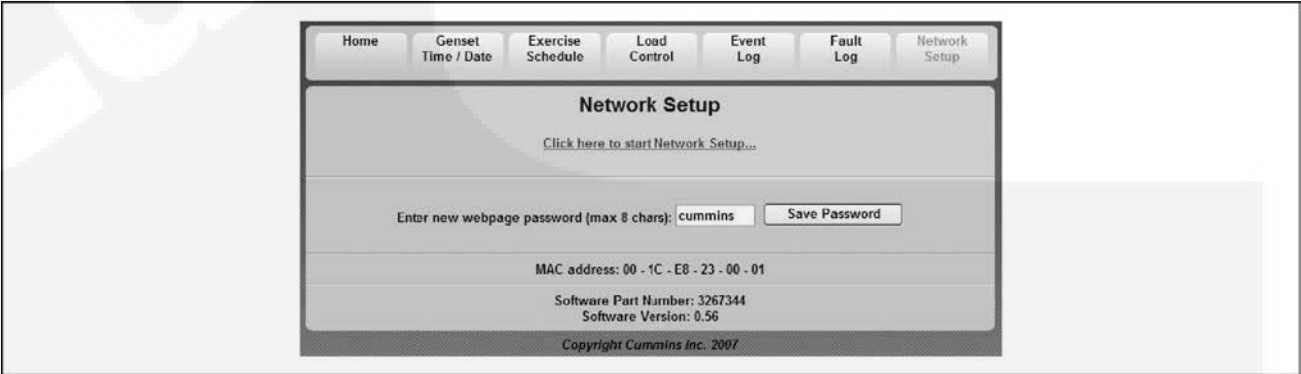 Home
Genset
Time / Date
Exercise
Schedule
Load
Control
Event
Log
Fault
Log
Network
Setup
Network Setup
Click here to start Network Setup...
Enter new webpage password (max 8 chars): cummins Save Password
MAC address: 00 - 1C - E8 - 23 - 00 - 01
Software Part Number: 3267344
Software Version: 0.56
Copyright Cummins Inc. 2007